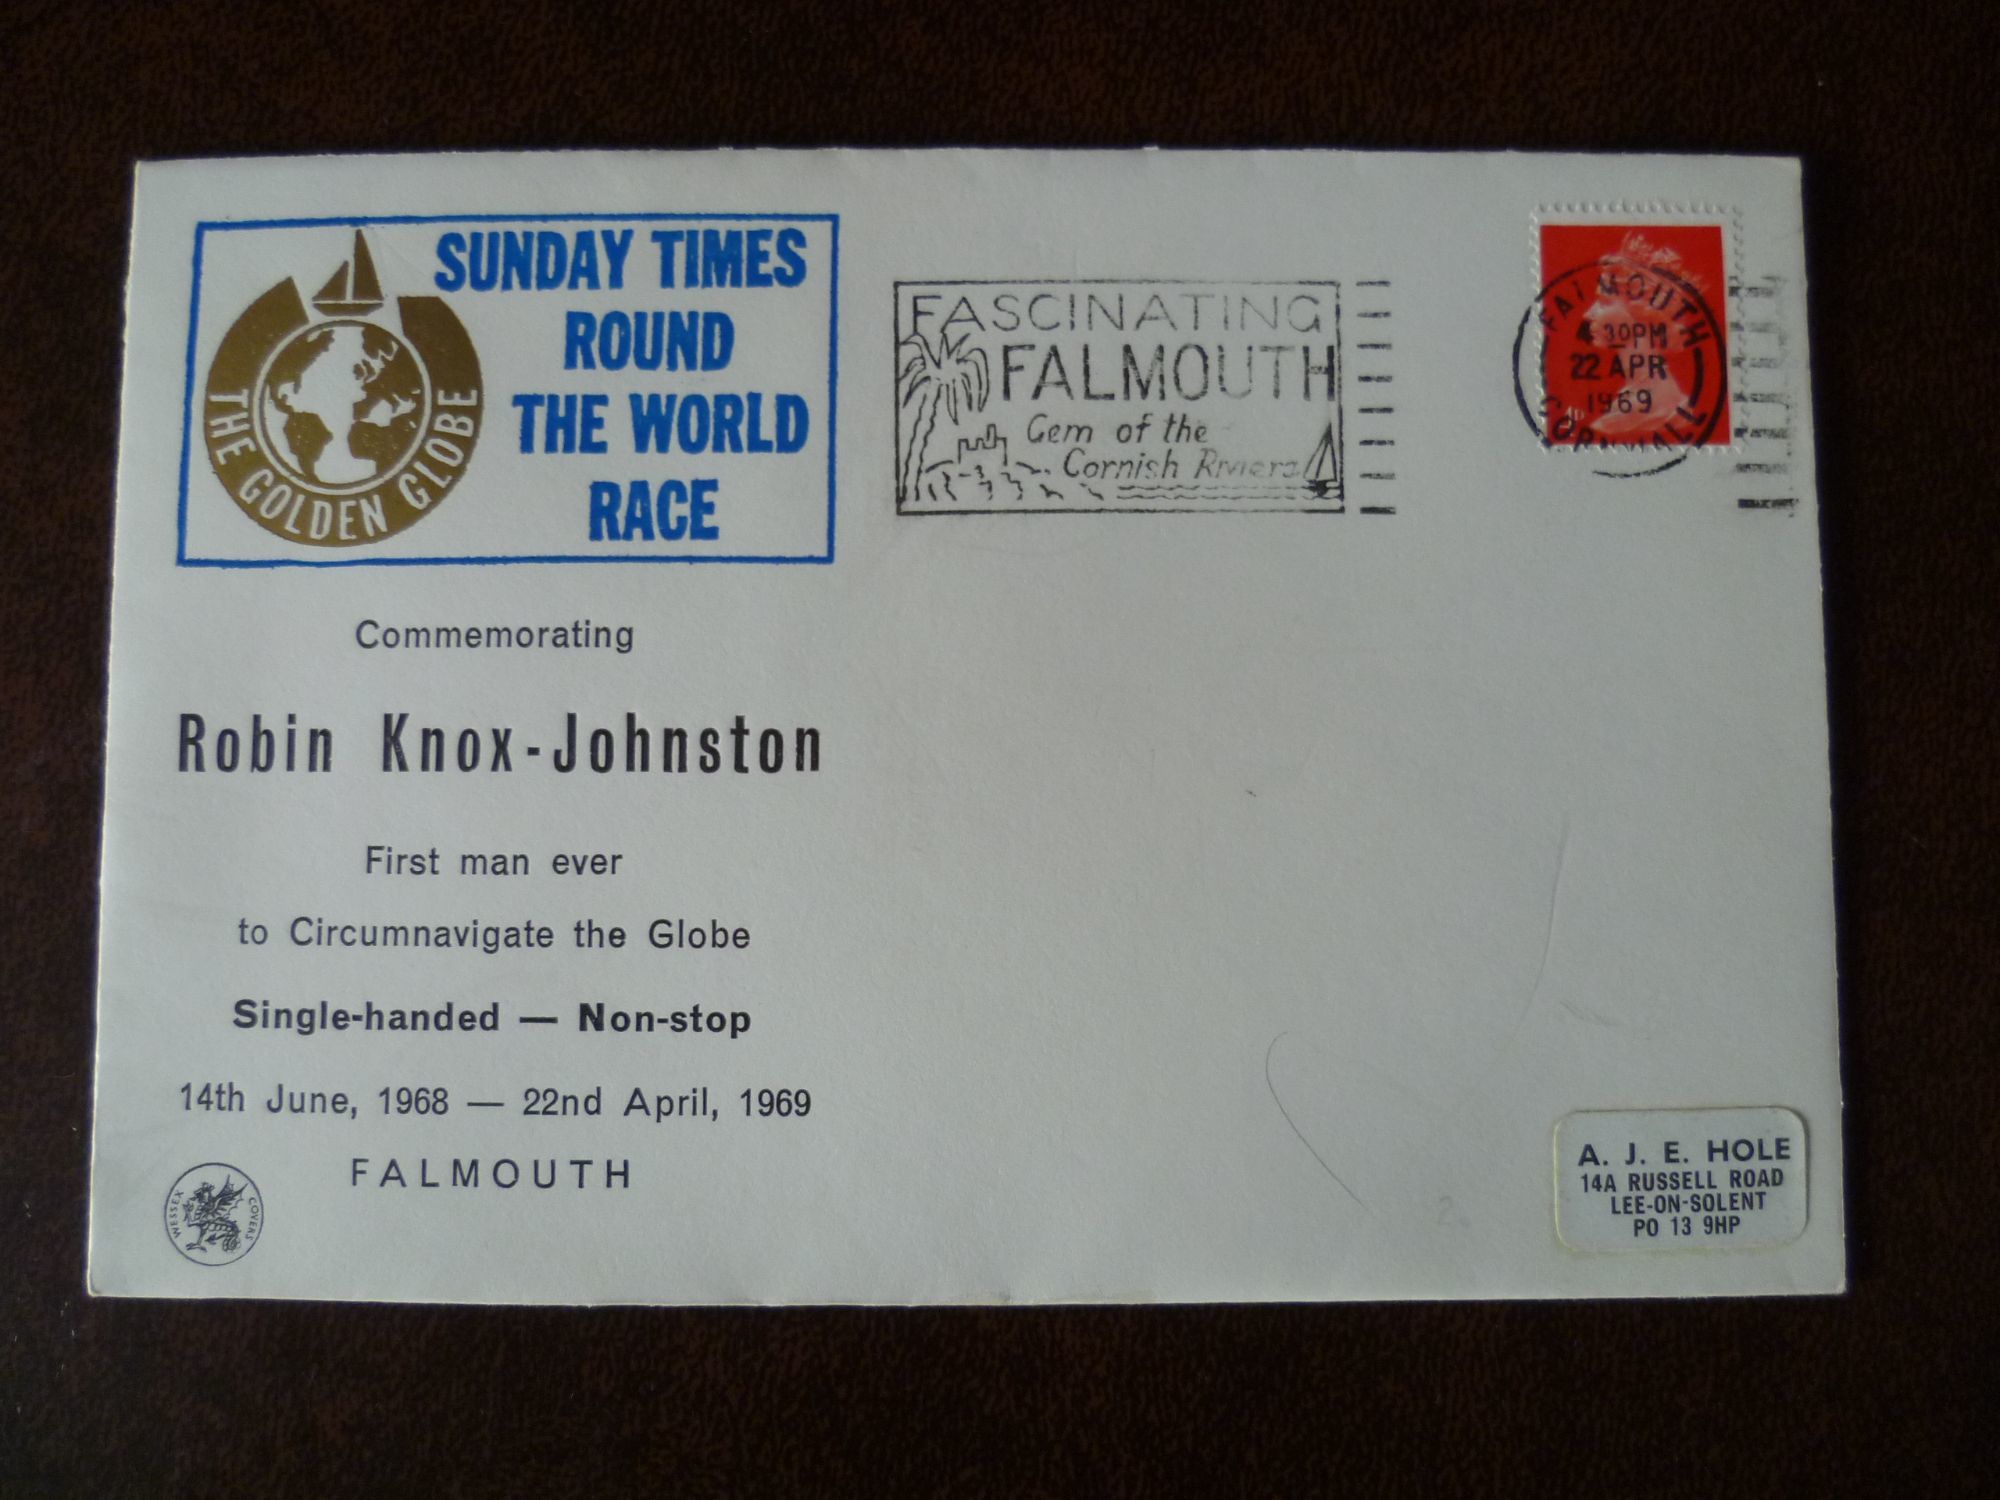 SUNDAY TIMES
ROUND
THE WORLD
RACE
THE GOLDEN GLOBE
FASCINATING
FALMOUTH
Gem of the
Cornish Riviera
FALMOUTH
4 30PM
22 APR
1969
CORNWALL
4D
Commemorating
Robin Knox-Johnston
First man ever
to Circumnavigate the Globe
Single-handed — Non-stop
14th June, 1968 — 22nd April, 1969
FALMOUTH
WESSEX COVERS
A. J. E. HOLE
14A RUSSELL ROAD
LEE-ON-SOLENT
PO 13 9HP
2.